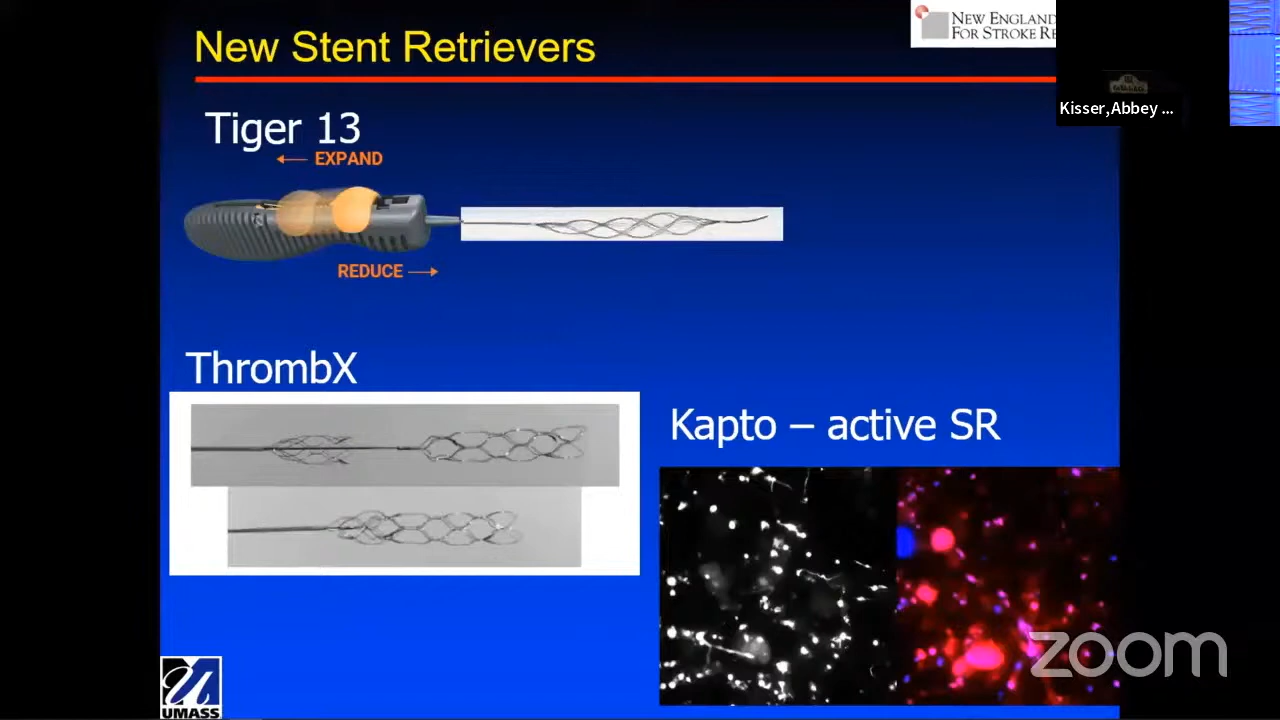 New Stent Retrievers
NEW ENGLAND
FOR STROKE RE
Kisser,Abbey ...
Tiger 13
← EXPAND
REDUCE →
ThrombX
Kapto – active SR
zoom
UMASS